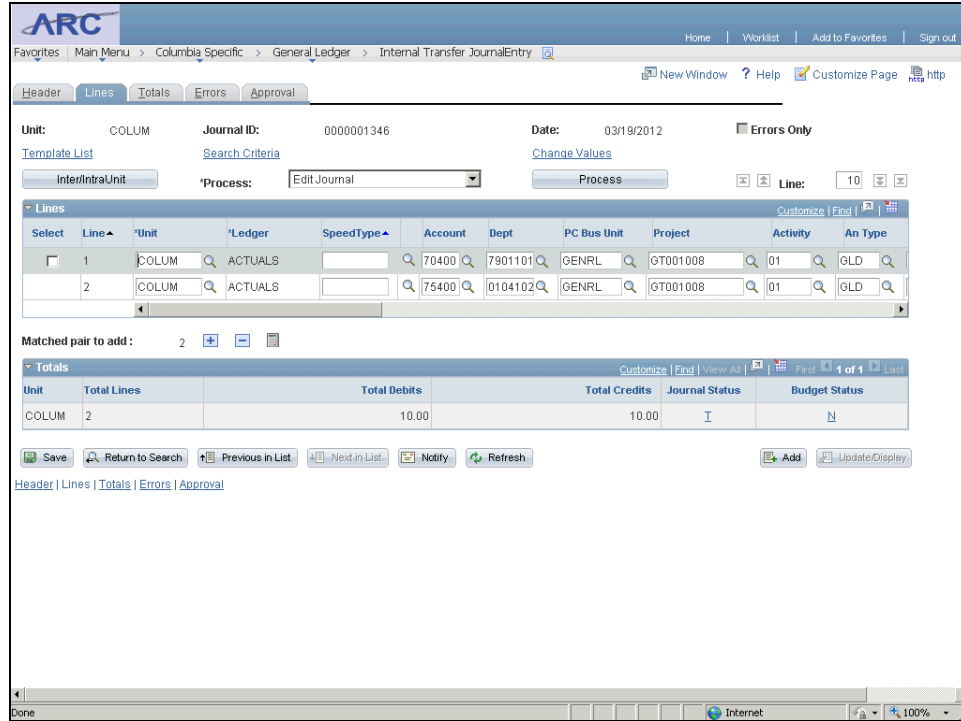 ARC
Home | Worklist | Add to Favorites | Sign out
Favorites | Main Menu > Columbia Specific > General Ledger > Internal Transfer JournalEntry
New Window ? Help Customize Page http
Header Lines Totals Errors Approval
Unit: COLUM Journal ID: 0000001346 Date: 03/19/2012 Errors Only
Template List Search Criteria Change Values
Inter/IntraUnit *Process: Edit Journal Process Line: 10
Lines Customize | Find |
Select Line *Unit *Ledger SpeedType Account Dept PC Bus Unit Project Activity An Type
1 COLUM ACTUALS 70400 7901101 GENRL GT001008 01 GLD
2 COLUM ACTUALS 75400 0104102 GENRL GT001008 01 GLD
Matched pair to add : 2
Totals Customize | Find | View All | First 1 of 1 Last
Unit Total Lines Total Debits Total Credits Journal Status Budget Status
COLUM 2 10.00 10.00 T N
Save Return to Search Previous in List Next in List Notify Refresh Add Update/Display
Header | Lines | Totals | Errors | Approval
Done Internet 100%